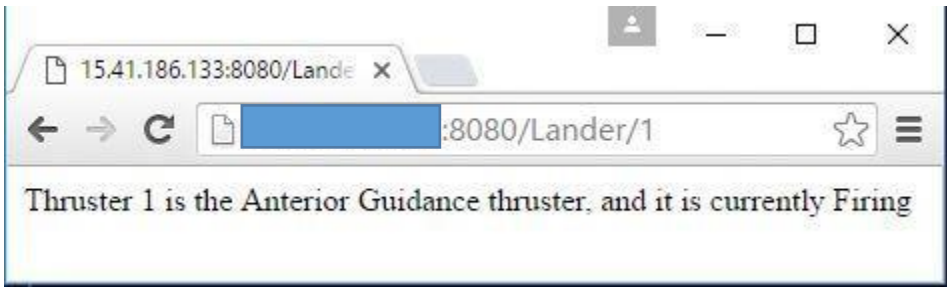 15.41.186.133:8080/Lande
:8080/Lander/1
Thruster 1 is the Anterior Guidance thruster, and it is currently Firing